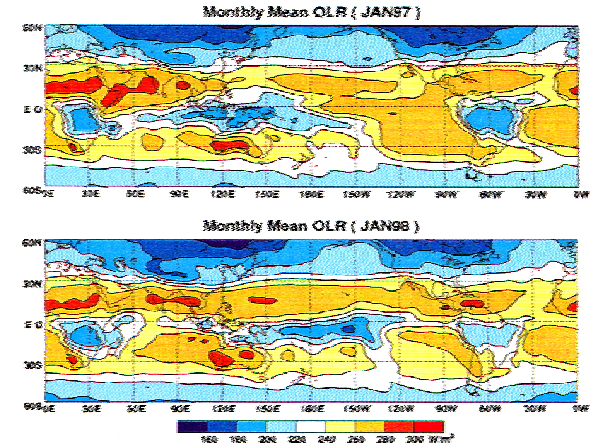 Monthly Mean OLR ( JAN97 )
60N
30N
EQ
30S
60S
0E 30E 60E 90E 120E 150E 180W 150W 120W 90W 60W 30W 0W
Monthly Mean OLR ( JAN98 )
60N
30N
EQ
30S
60S
0E 30E 60E 90E 120E 150E 180W 150W 120W 90W 60W 30W 0W
160 180 200 220 240 260 280 300 W/m²